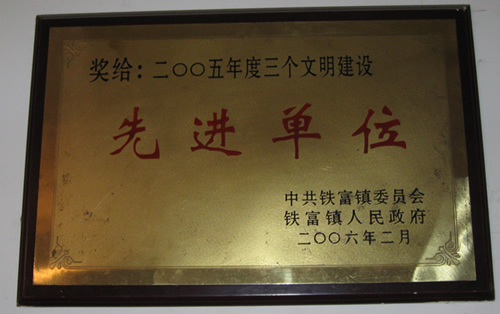 奖给：二〇〇五年度三个文明建设
先进单位
中共铁富镇委员会
铁富镇人民政府
二〇〇六年二月